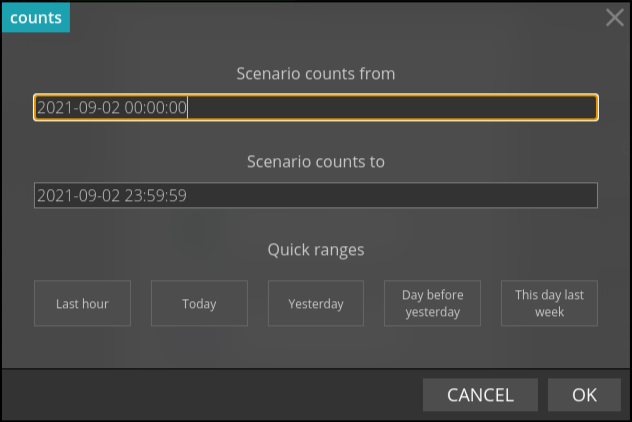 counts
Scenario counts from
2021-09-02 00:00:00
Scenario counts to
2021-09-02 23:59:59
Quick ranges
Last hour
Today
Yesterday
Day before
yesterday
This day last
week
CANCEL
OK